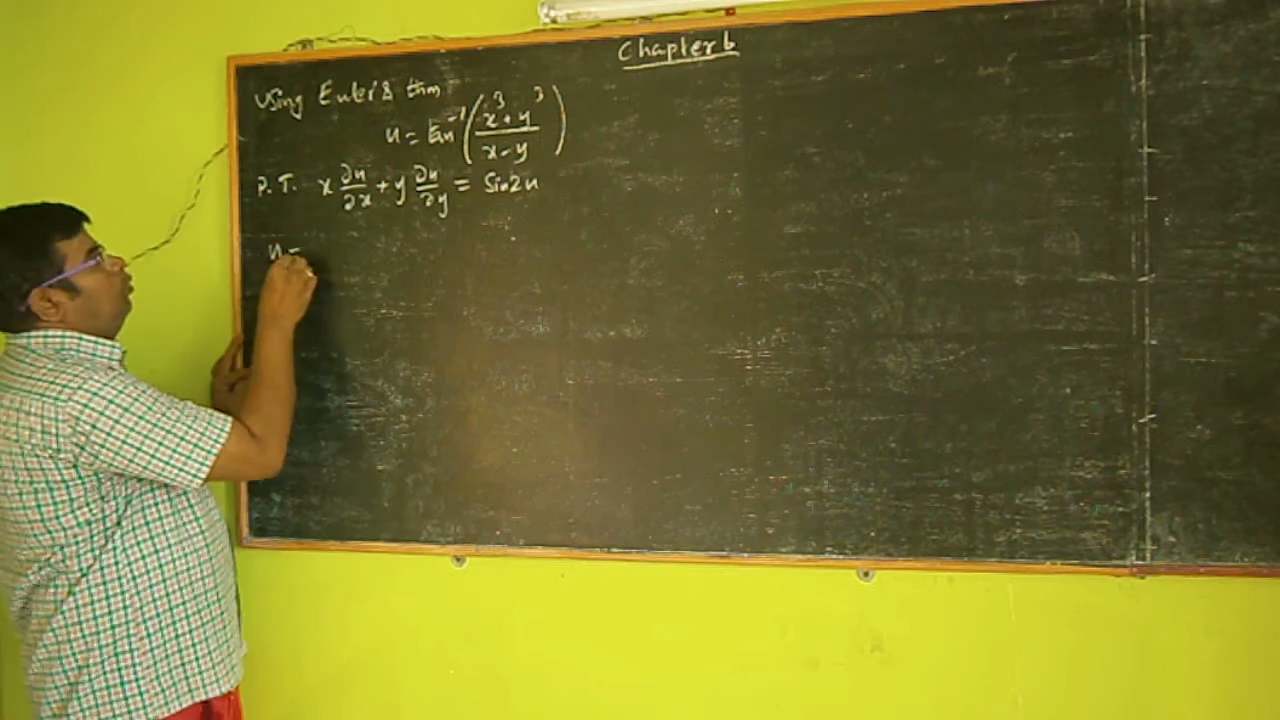 Chapter 6
Using Euler's thm
u = tan⁻¹((x³ + y³)/(x - y))
P.T. x ∂u/∂x + y ∂u/∂y = Sin2u
u =